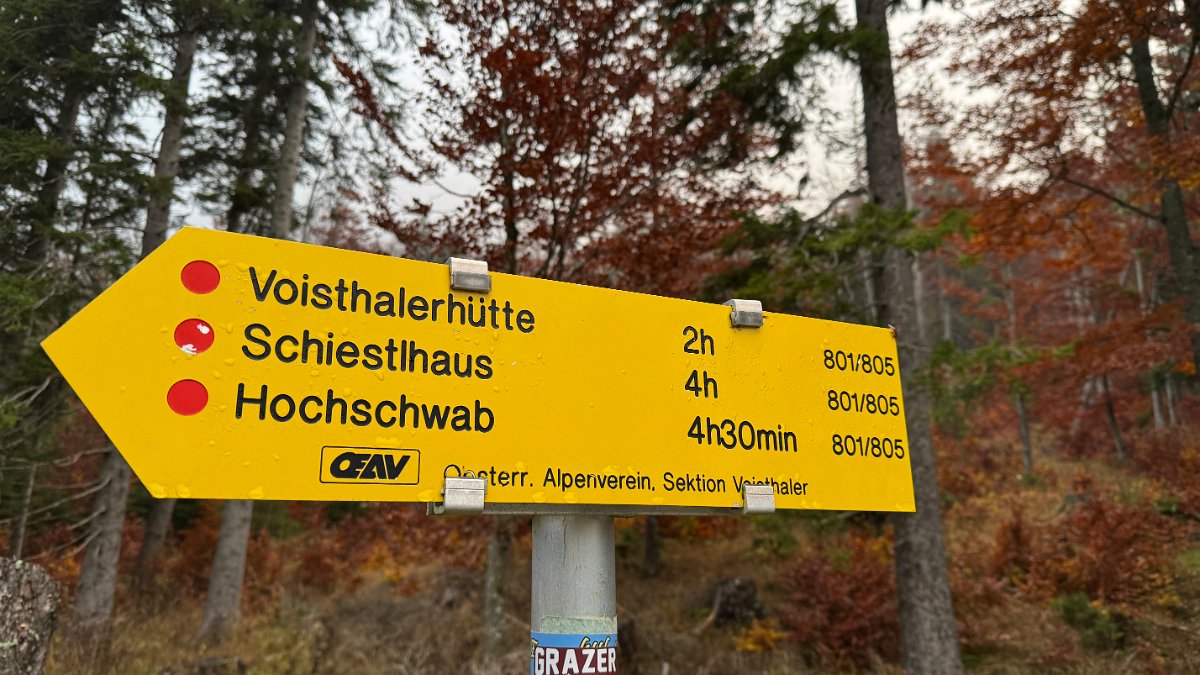 Voisthalerhütte 2h 801/805
Schiestlhaus 4h 801/805
Hochschwab 4h30min 801/805
OEAV Oesterr. Alpenverein. Sektion Voisthaler
GRAZER